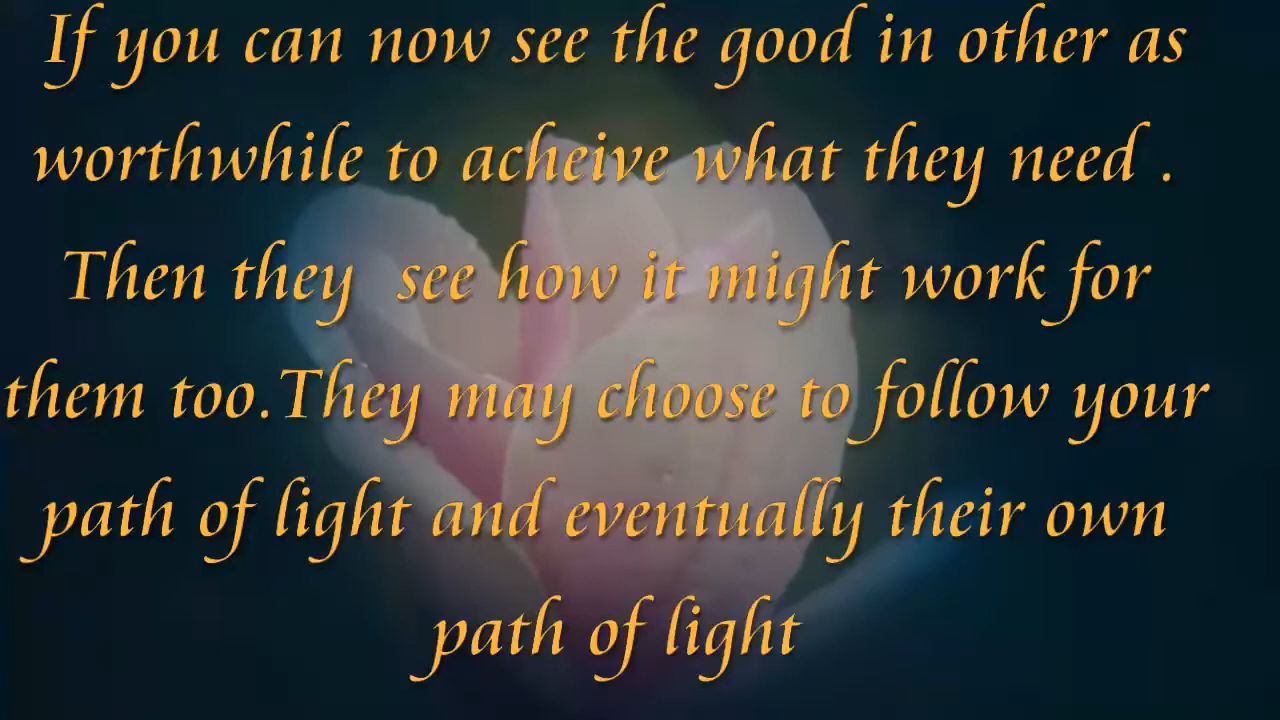 If you can now see the good in other as
worthwhile to acheive what they need .
Then they  see how it might work for
them too.They may choose to follow your
path of light and eventually their own
path of light